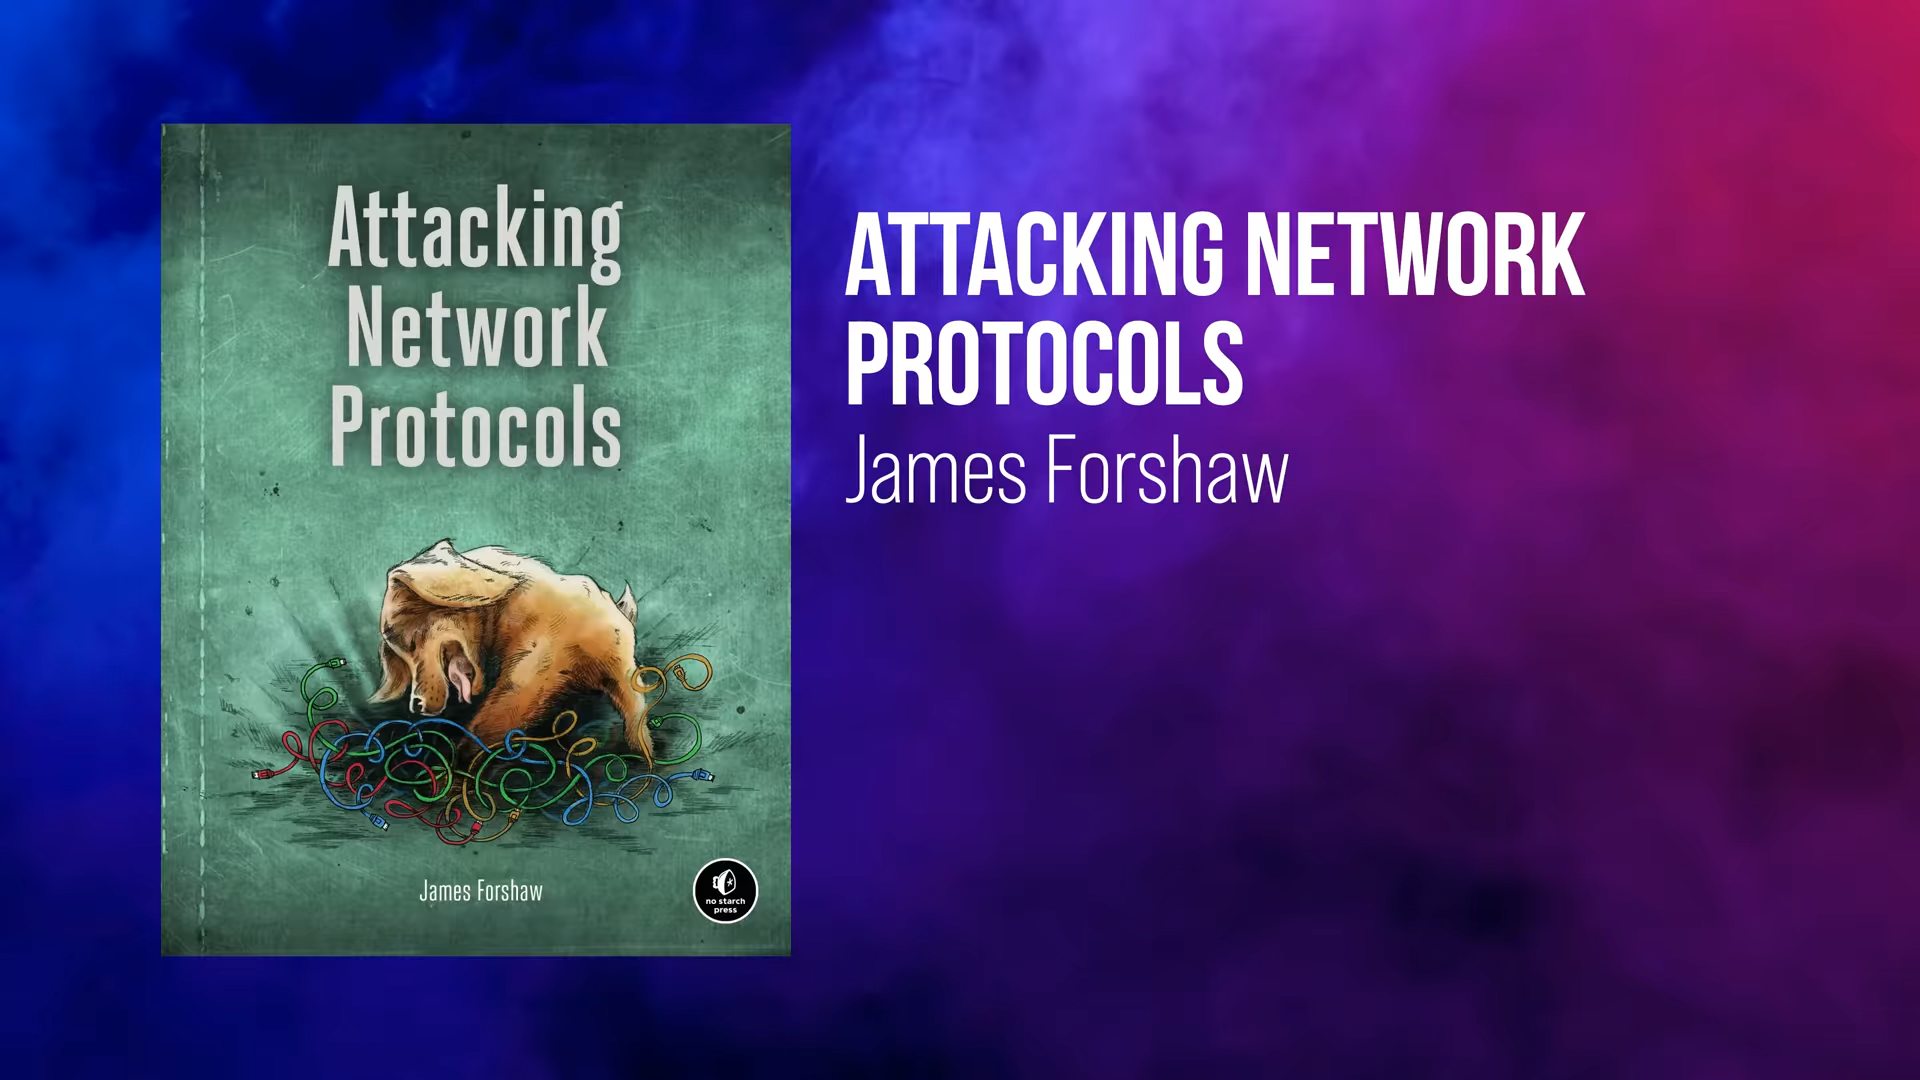 Attacking
Network
Protocols
James Forshaw
no starch
press
ATTACKING NETWORK
PROTOCOLS
James Forshaw